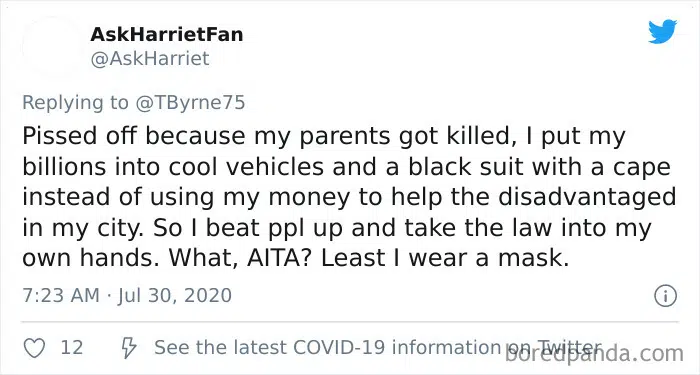 AskHarrietFan
@AskHarriet
Replying to @TByrne75
Pissed off because my parents got killed, I put my
billions into cool vehicles and a black suit with a cape
instead of using my money to help the disadvantaged
in my city. So I beat ppl up and take the law into my
own hands. What, AITA? Least I wear a mask.
7:23 AM · Jul 30, 2020
12 See the latest COVID-19 information on Twitter
boredpanda.com